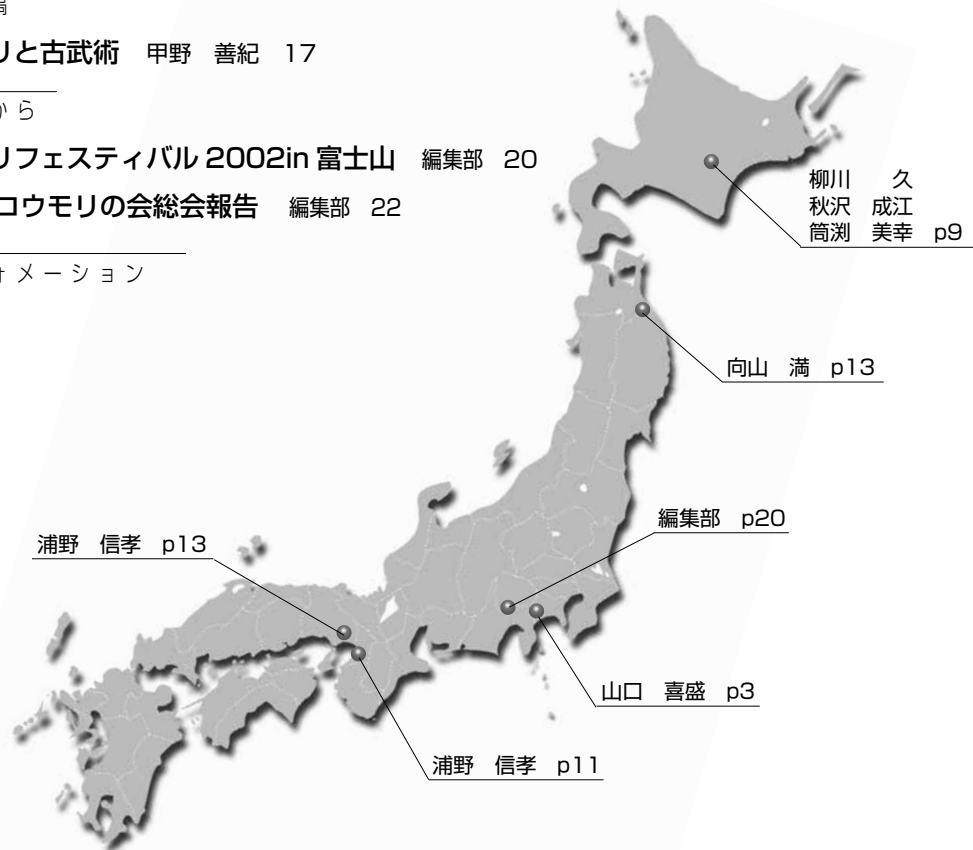 リと古武術 甲野 善紀 17
から
リフェスティバル 2002in 富士山 編集部 20
コウモリの会総会報告 編集部 22
ォメーション
柳川 久
秋沢 成江
筒渕 美幸 p9
向山 満 p13
編集部 p20
浦野 信孝 p13
山口 喜盛 p3
浦野 信孝 p11